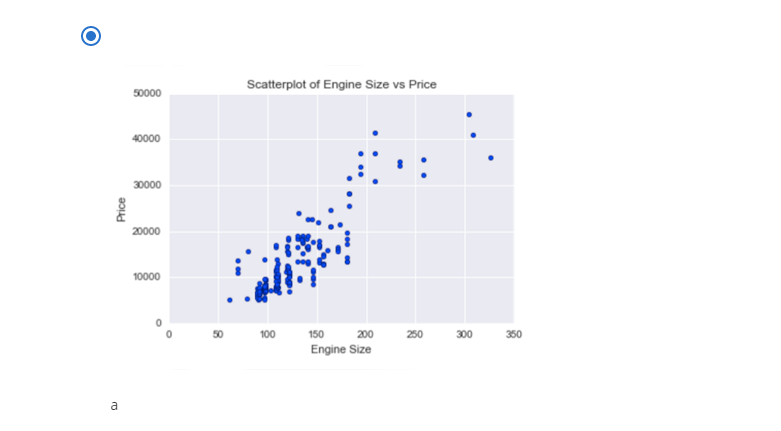 Scatterplot of Engine Size vs Price
50000
40000
30000
20000
10000
0
Price
0 50 100 150 200 250 300 350
Engine Size
a